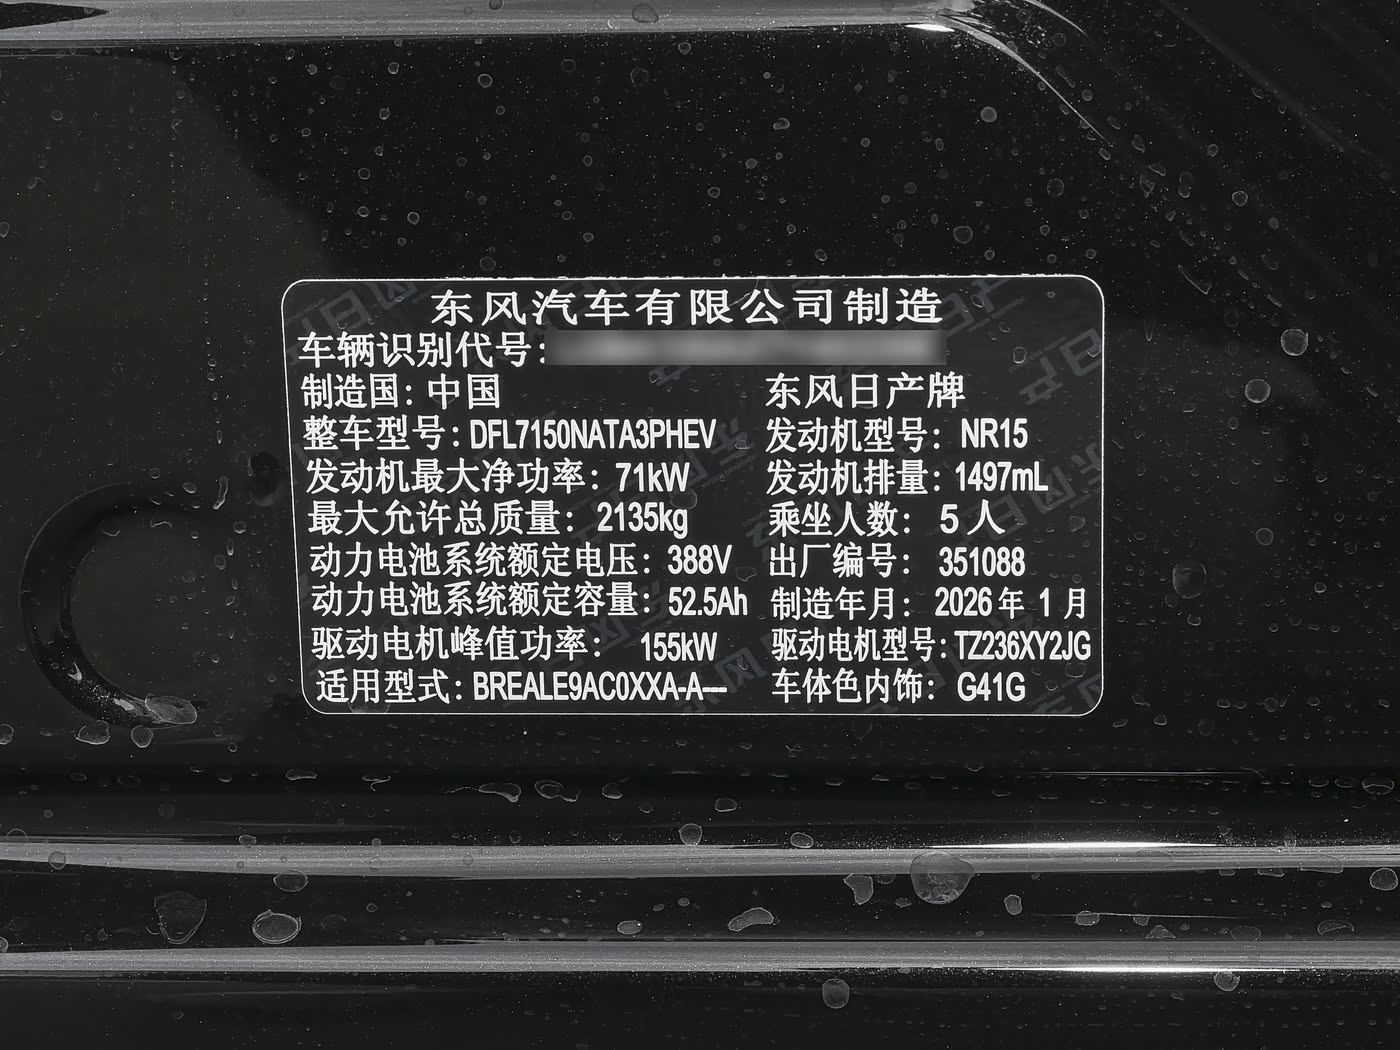 东风汽车有限公司制造
车辆识别代号:
制造国: 中国 东风日产牌
整车型号: DFL7150NATA3PHEV 发动机型号: NR15
发动机最大净功率: 71kW 发动机排量: 1497mL
最大允许总质量: 2135kg 乘坐人数: 5人
动力电池系统额定电压: 388V 出厂编号: 351088
动力电池系统额定容量: 52.5Ah 制造年月: 2026年 1 月
驱动电机峰值功率: 155kW 驱动电机型号: TZ236XY2JG
适用型式: BREALE9AC0XXA-A--- 车体色内饰: G41G